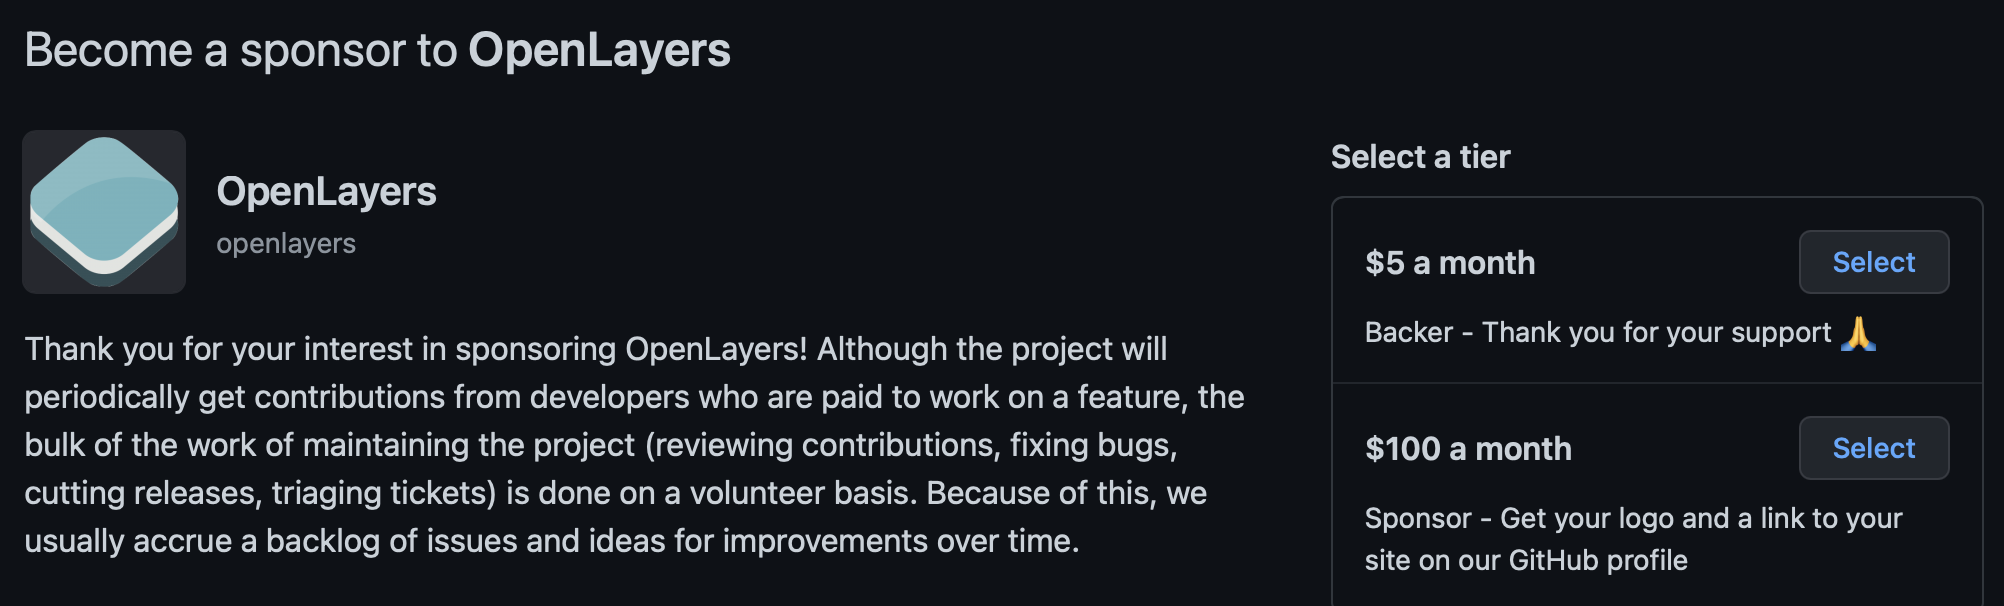 Become a sponsor to OpenLayers
OpenLayers
openlayers
Thank you for your interest in sponsoring OpenLayers! Although the project will
periodically get contributions from developers who are paid to work on a feature, the
bulk of the work of maintaining the project (reviewing contributions, fixing bugs,
cutting releases, triaging tickets) is done on a volunteer basis. Because of this, we
usually accrue a backlog of issues and ideas for improvements over time.
Select a tier
$5 a month
Select
Backer - Thank you for your support 🙏
$100 a month
Select
Sponsor - Get your logo and a link to your
site on our GitHub profile